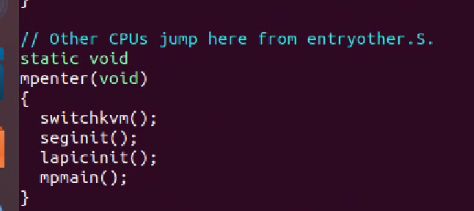 }
// Other CPUs jump here from entryother.S.
static void
mpenter(void)
{
  switchkvm();
  seginit();
  lapicinit();
  mpmain();
}